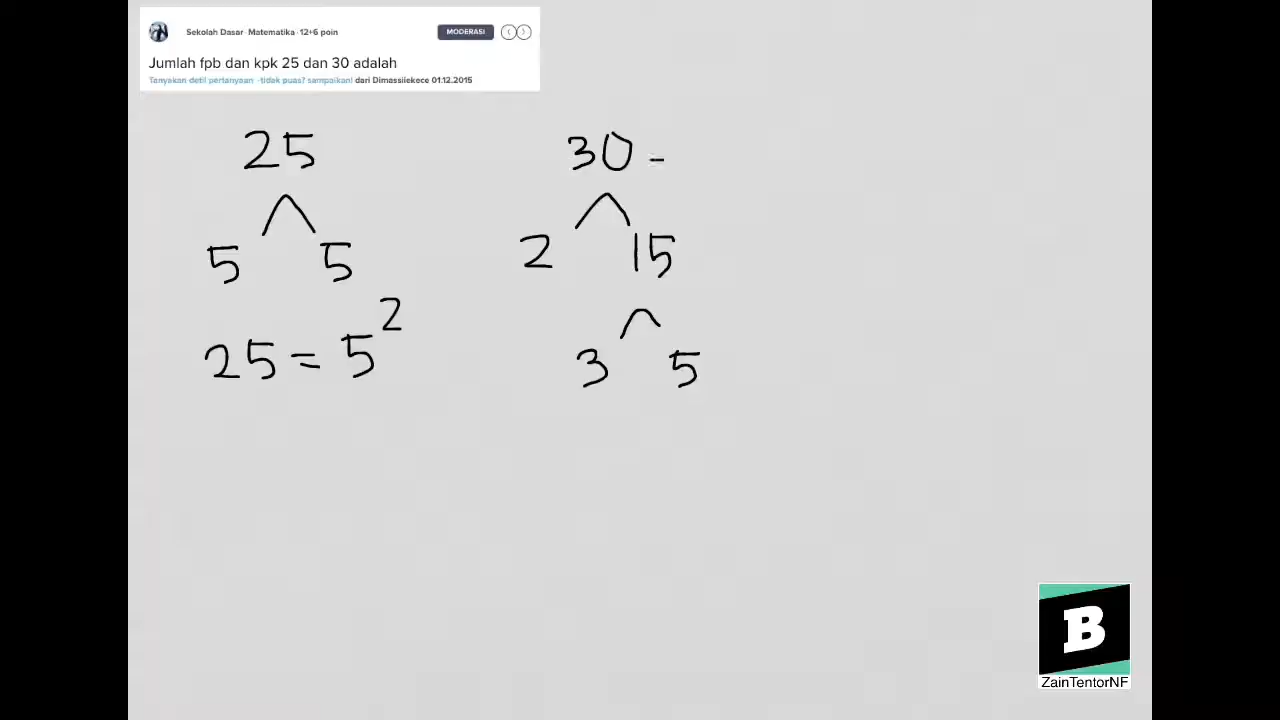 Sekolah Dasar· Matematika · 12+6 poin
MODERASI
Jumlah fpb dan kpk 25 dan 30 adalah
Tanyakan detil pertanyaan · tidak puas? sampaikan! dari Dimassiiekece 01.12.2015
25
30 -
5 5
2 15
25 = 5²
3 5
B
ZainTentorNF